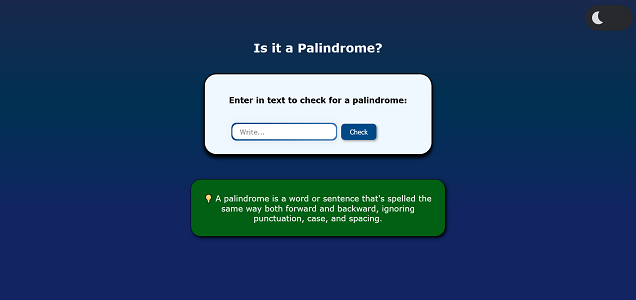 Is it a Palindrome?
Enter in text to check for a palindrome:
Write...
Check
A palindrome is a word or sentence that's spelled the
same way both forward and backward, ignoring
punctuation, case, and spacing.